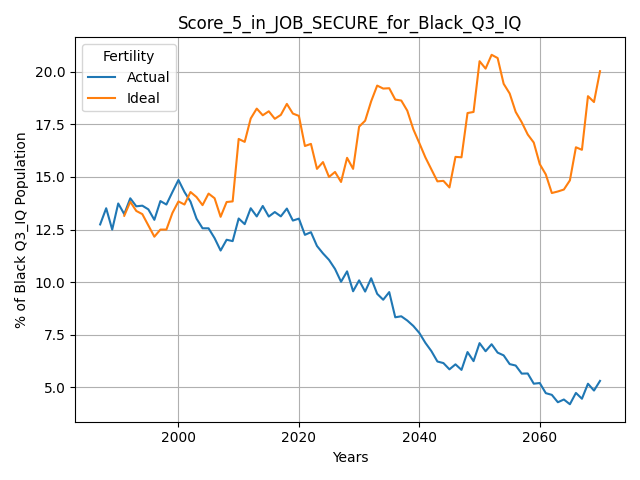 Score_5_in_JOB_SECURE_for_Black_Q3_IQ
Fertility
Actual
Ideal
% of Black Q3_IQ Population
20.0
17.5
15.0
12.5
10.0
7.5
5.0
2000
2020
2040
2060
Years